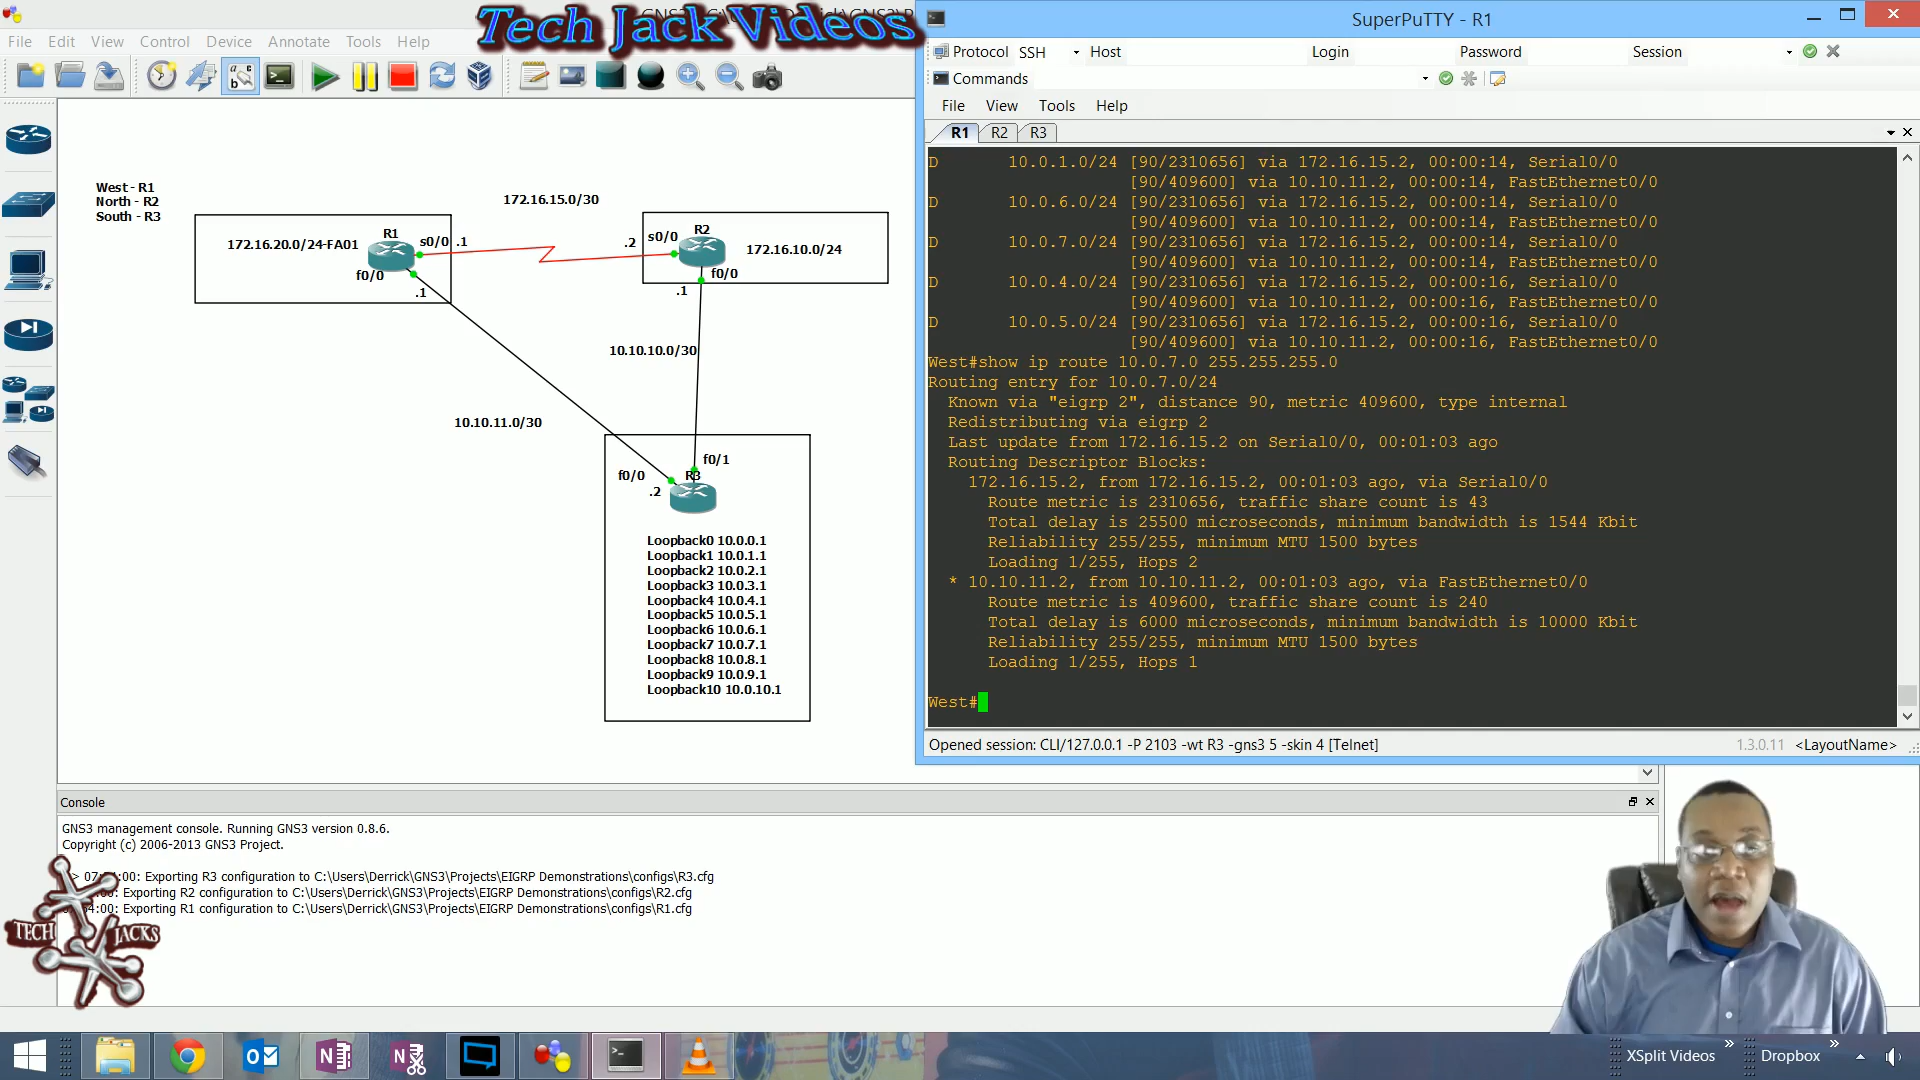 Tech Jack Videos
File Edit View Control Device Annotate Tools Help
West - R1
North - R2
South - R3
172.16.15.0/30
172.16.20.0/24-FA01
R1
s0/0 .1
f0/0
.1
.2
s0/0
R2
172.16.10.0/24
f0/0
.1
10.10.10.0/30
10.10.11.0/30
f0/1
f0/0
R3
.2
Loopback0 10.0.0.1
Loopback1 10.0.1.1
Loopback2 10.0.2.1
Loopback3 10.0.3.1
Loopback4 10.0.4.1
Loopback5 10.0.5.1
Loopback6 10.0.6.1
Loopback7 10.0.7.1
Loopback8 10.0.8.1
Loopback9 10.0.9.1
Loopback10 10.0.10.1
SuperPuTTY - R1
Protocol SSH Host Login Password Session
Commands
File View Tools Help
R1 R2 R3
D 10.0.1.0/24 [90/2310656] via 172.16.15.2, 00:00:14, Serial0/0
[90/409600] via 10.10.11.2, 00:00:14, FastEthernet0/0
D 10.0.6.0/24 [90/2310656] via 172.16.15.2, 00:00:14, Serial0/0
[90/409600] via 10.10.11.2, 00:00:14, FastEthernet0/0
D 10.0.7.0/24 [90/2310656] via 172.16.15.2, 00:00:14, Serial0/0
[90/409600] via 10.10.11.2, 00:00:14, FastEthernet0/0
D 10.0.4.0/24 [90/2310656] via 172.16.15.2, 00:00:16, Serial0/0
[90/409600] via 10.10.11.2, 00:00:16, FastEthernet0/0
D 10.0.5.0/24 [90/2310656] via 172.16.15.2, 00:00:16, Serial0/0
[90/409600] via 10.10.11.2, 00:00:16, FastEthernet0/0
West#show ip route 10.0.7.0 255.255.255.0
Routing entry for 10.0.7.0/24
Known via "eigrp 2", distance 90, metric 409600, type internal
Redistributing via eigrp 2
Last update from 172.16.15.2 on Serial0/0, 00:01:03 ago
Routing Descriptor Blocks:
172.16.15.2, from 172.16.15.2, 00:01:03 ago, via Serial0/0
Route metric is 2310656, traffic share count is 43
Total delay is 25500 microseconds, minimum bandwidth is 1544 Kbit
Reliability 255/255, minimum MTU 1500 bytes
Loading 1/255, Hops 2
* 10.10.11.2, from 10.10.11.2, 00:01:03 ago, via FastEthernet0/0
Route metric is 409600, traffic share count is 240
Total delay is 6000 microseconds, minimum bandwidth is 10000 Kbit
Reliability 255/255, minimum MTU 1500 bytes
Loading 1/255, Hops 1
West#
Opened session: CLI/127.0.0.1 -P 2103 -wt R3 -gns3 5 -skin 4 [Telnet]
1.3.0.11 <LayoutName>
Console
GNS3 management console. Running GNS3 version 0.8.6.
Copyright (c) 2006-2013 GNS3 Project.
:00: Exporting R3 configuration to C:\Users\Derrick\GNS3\Projects\EIGRP Demonstrations\configs\R3.cfg
Exporting R2 configuration to C:\Users\Derrick\GNS3\Projects\EIGRP Demonstrations\configs\R2.cfg
:00: Exporting R1 configuration to C:\Users\Derrick\GNS3\Projects\EIGRP Demonstrations\configs\R1.cfg
TECH JACKS
XSplit Videos » Dropbox »